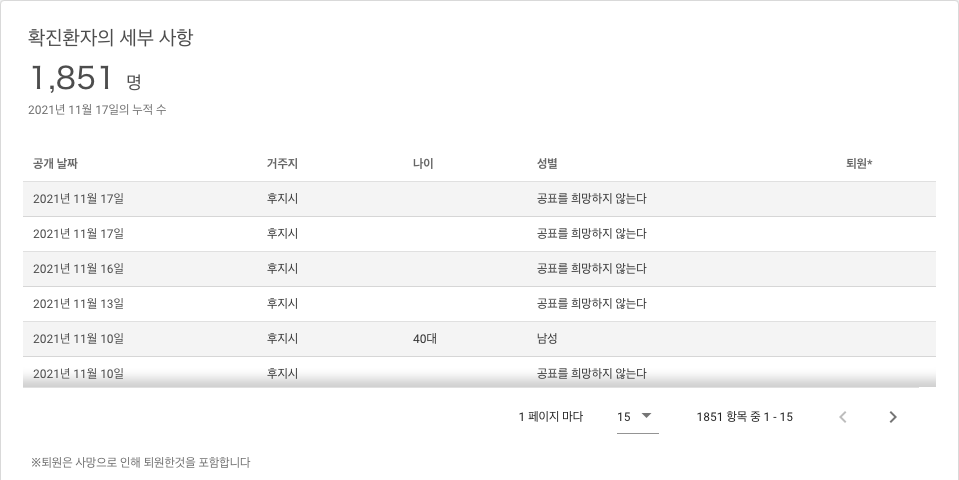 확진환자의 세부 사항
1,851 명
2021년 11월 17일의 누적 수
공개 날짜 거주지 나이 성별 퇴원*
2021년 11월 17일 후지시 공표를 희망하지 않는다
2021년 11월 17일 후지시 공표를 희망하지 않는다
2021년 11월 16일 후지시 공표를 희망하지 않는다
2021년 11월 13일 후지시 공표를 희망하지 않는다
2021년 11월 10일 후지시 40대 남성
2021년 11월 10일 후지시 공표를 희망하지 않는다
1 페이지 마다 15 1851 항목 중 1 - 15
※퇴원은 사망으로 인해 퇴원한것을 포함합니다